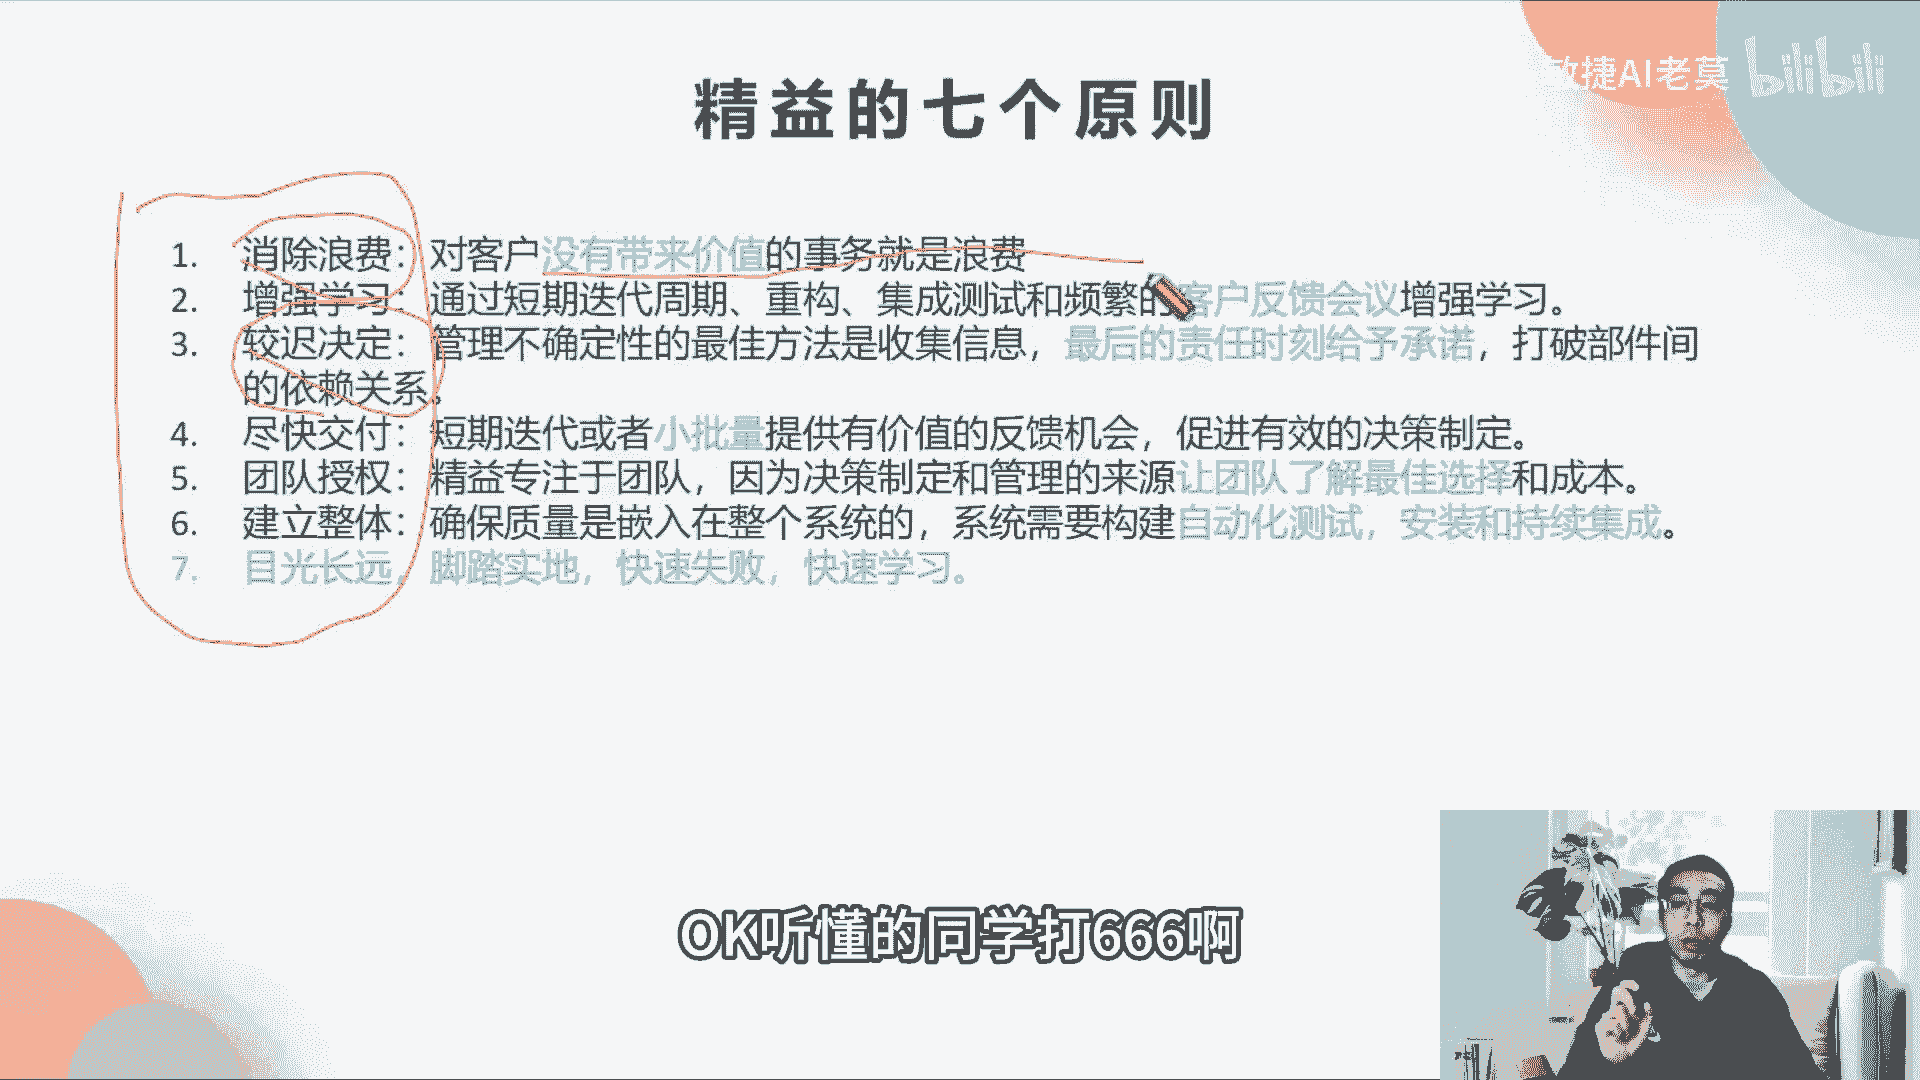 敏捷AI老莫 bilibili
精益的七个原则
1. 消除浪费：对客户没有带来价值的事务就是浪费
2. 增强学习：通过短期迭代周期、重构、集成测试和频繁的客户反馈会议增强学习。
3. 较迟决定：管理不确定性的最佳方法是收集信息，最后的责任时刻给予承诺，打破部件间
的依赖关系。
4. 尽快交付：短期迭代或者小批量提供有价值的反馈机会，促进有效的决策制定。
5. 团队授权：精益专注于团队，因为决策制定和管理的来源让团队了解最佳选择和成本。
6. 建立整体：确保质量是嵌入在整个系统的，系统需要构建自动化测试，安装和持续集成。
7. 目光长远，脚踏实地，快速失败，快速学习。
OK听懂的同学打666啊